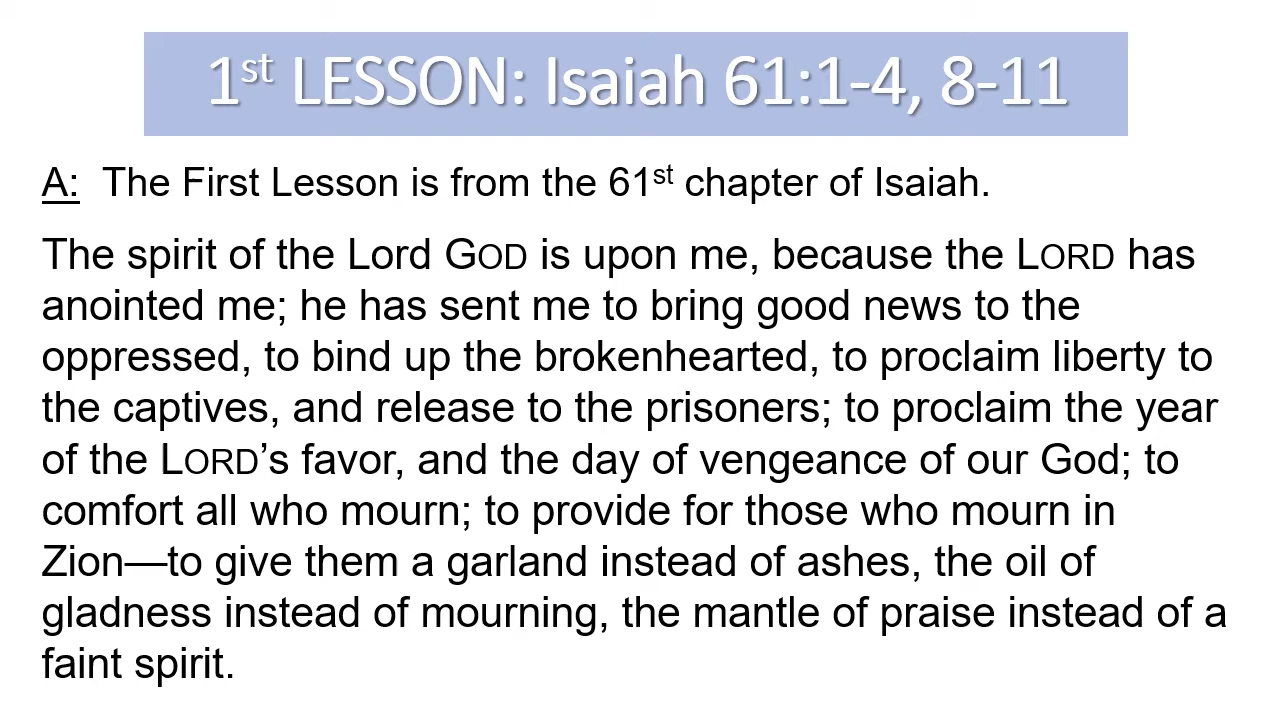 1st LESSON: Isaiah 61:1-4, 8-11
A: The First Lesson is from the 61st chapter of Isaiah.
The spirit of the Lord GOD is upon me, because the LORD has
anointed me; he has sent me to bring good news to the
oppressed, to bind up the brokenhearted, to proclaim liberty to
the captives, and release to the prisoners; to proclaim the year
of the LORD’s favor, and the day of vengeance of our God; to
comfort all who mourn; to provide for those who mourn in
Zion—to give them a garland instead of ashes, the oil of
gladness instead of mourning, the mantle of praise instead of a
faint spirit.